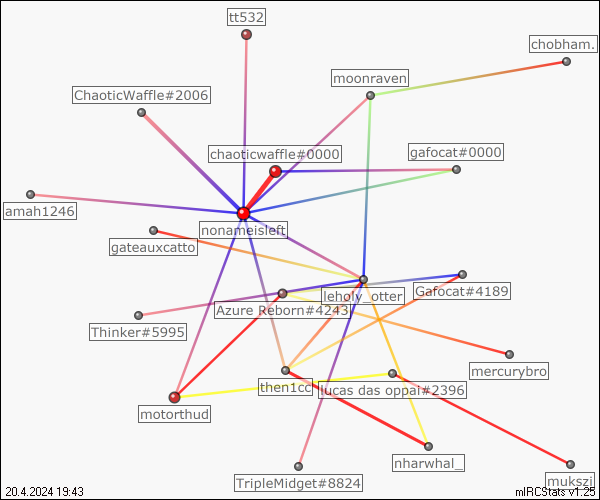 tt532
chobham.
moonraven
ChaoticWaffle#2006
chaoticwaffle#0000
gafocat#0000
amah1246
nonameisleft
gateauxcatto
leholy_otter
Gafocat#4189
Azure Reborn#4243
Thinker#5995
mercurybro
then1cc
lucas das oppai#2396
motorthud
nharwhal_
TripleMidget#8824
mukszi
20.4.2024 19:43
mIRCStats v1.25